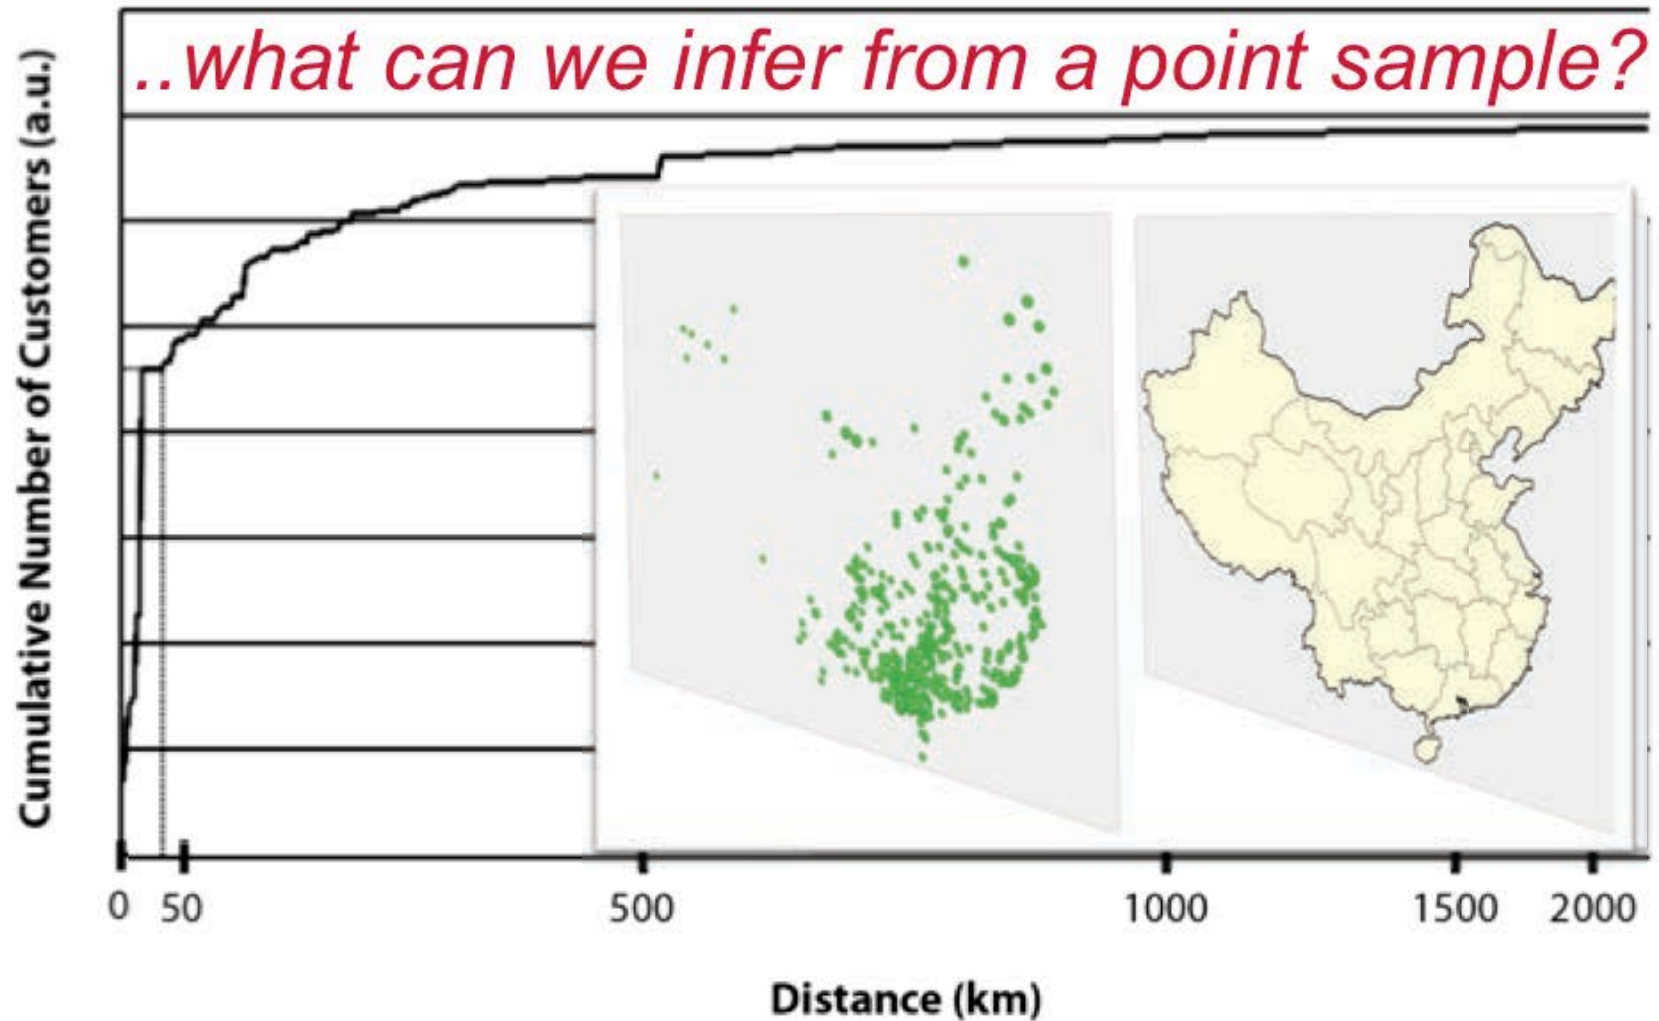 ..what can we infer from a point sample?
Cumulative Number of Customers (a.u.)
0 50 500 1000 1500 2000
Distance (km)